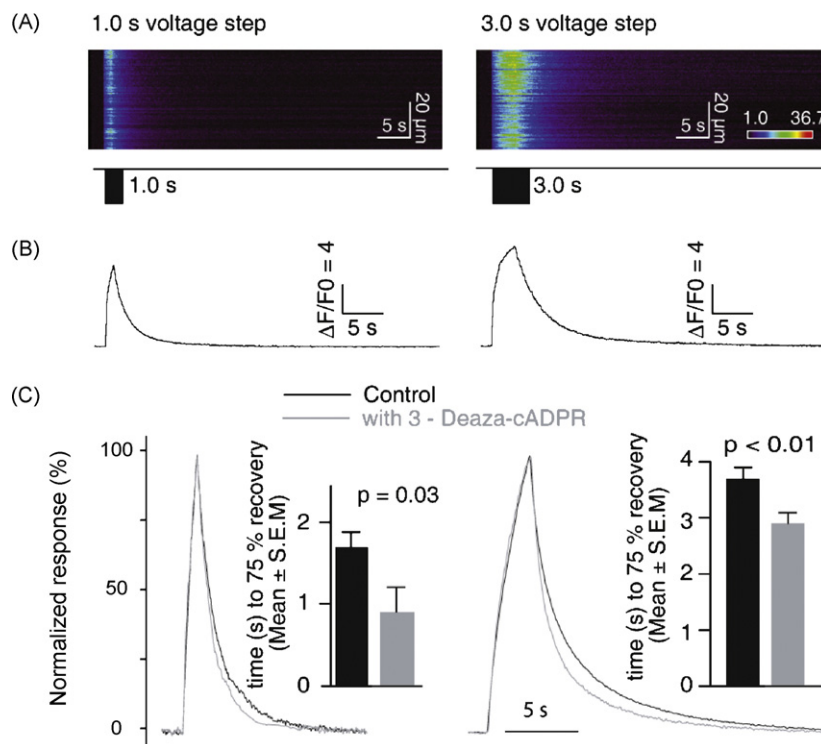 (A)
1.0 s voltage step
3.0 s voltage step
5 s
20 µm
5 s
20 µm
1.0 36.7
1.0 s
3.0 s
(B)
ΔF/F0 = 4
5 s
ΔF/F0 = 4
5 s
(C)
Control
with 3 - Deaza-cADPR
Normalized response (%)
100
50
0
time (s) to 75 % recovery
(Mean ± S.E.M)
2
1
0
p = 0.03
5 s
time (s) to 75 % recovery
(Mean ± S.E.M)
4
3
2
1
0
p < 0.01